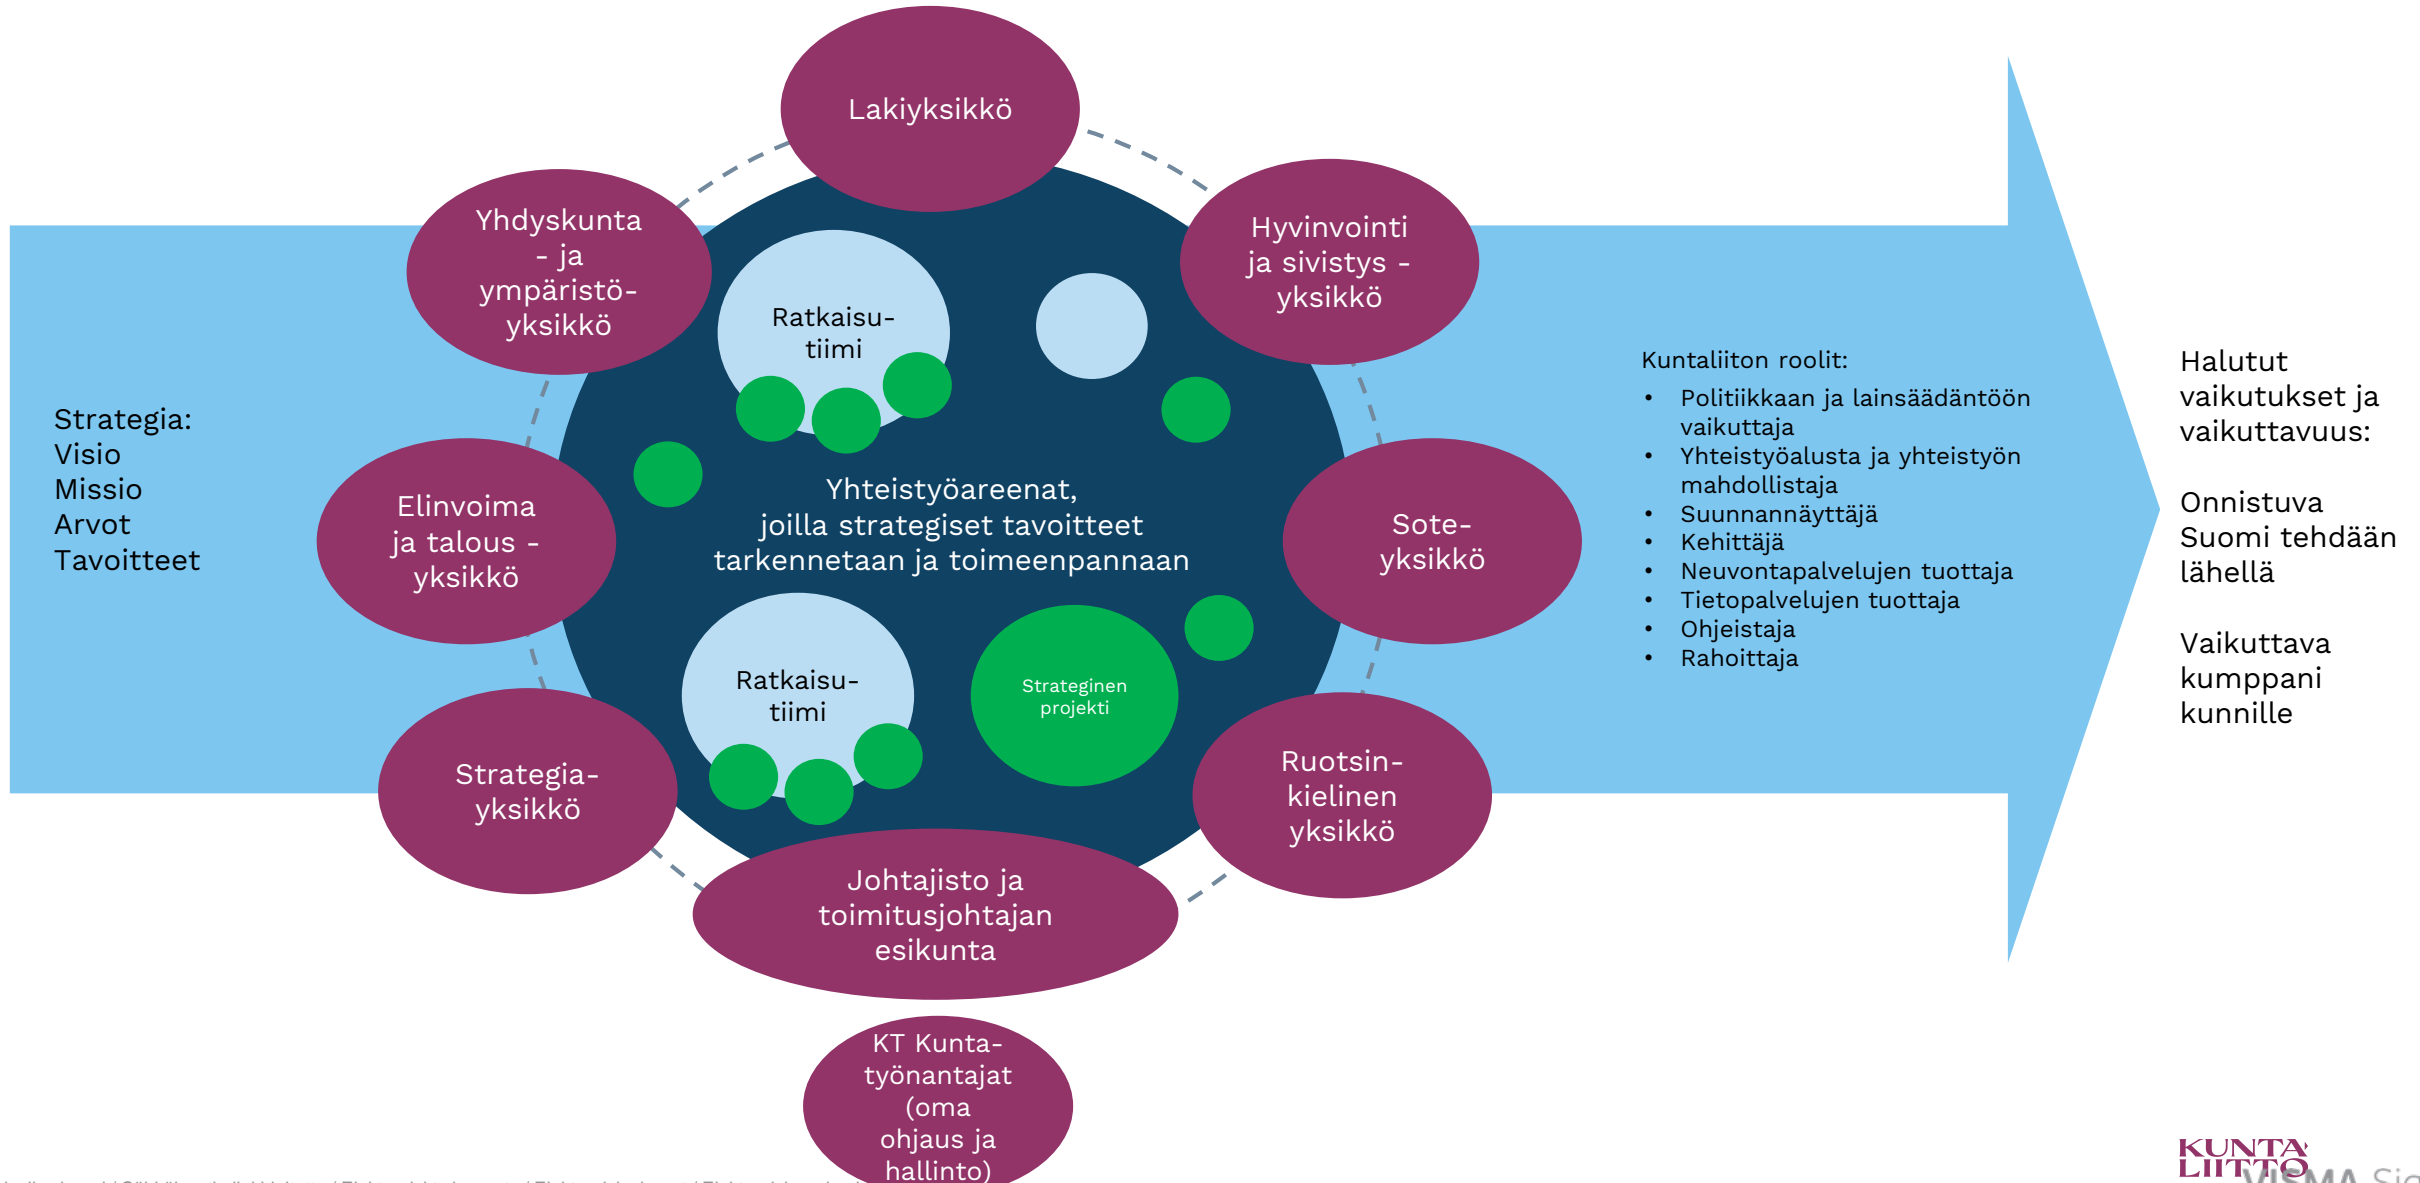 Lakiyksikkö
Yhdyskunta
- ja
ympäristö-
yksikkö
Hyvinvointi
ja sivistys -
yksikkö
Ratkaisu-
tiimi
Strategia:
Visio
Missio
Arvot
Tavoitteet
Elinvoima
ja talous -
yksikkö
Yhteistyöareenat,
joilla strategiset tavoitteet
tarkennetaan ja toimeenpannaan
Sote-
yksikkö
Kuntaliiton roolit:
• Politiikkaan ja lainsäädäntöön
vaikuttaja
• Yhteistyöalusta ja yhteistyön
mahdollistaja
• Suunnannäyttäjä
• Kehittäjä
• Neuvontapalvelujen tuottaja
• Tietopalvelujen tuottaja
• Ohjeistaja
• Rahoittaja
Halutut
vaikutukset ja
vaikuttavuus:
Onnistuva
Suomi tehdään
lähellä
Vaikuttava
kumppani
kunnille
Ratkaisu-
tiimi
Strateginen
projekti
Strategia-
yksikkö
Ruotsin-
kielinen
yksikkö
Johtajisto ja
toimitusjohtajan
esikunta
KT Kunta-
työnantajat
(oma
ohjaus ja
hallinto)
KUNTA
LIITTO
VISMA